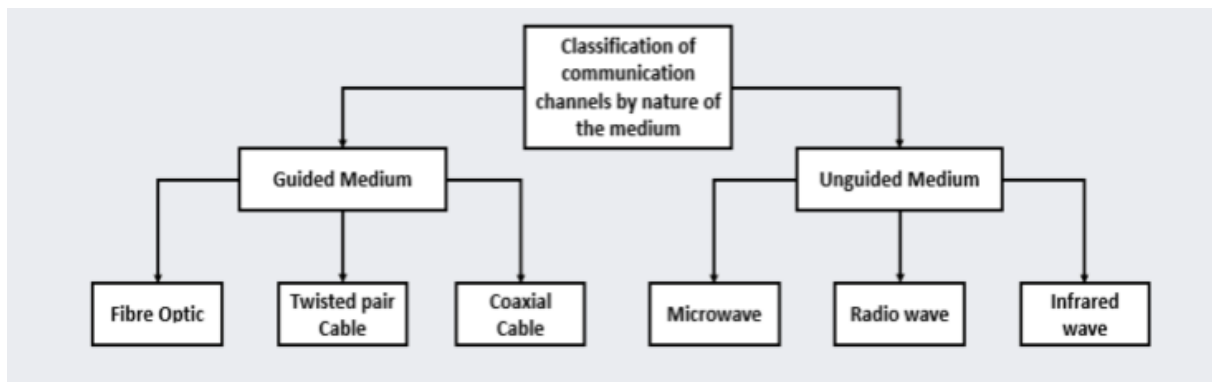 Classification of
communication
channels by nature of
the medium
Guided Medium
Unguided Medium
Fibre Optic
Twisted pair
Cable
Coaxial
Cable
Microwave
Radio wave
Infrared
wave